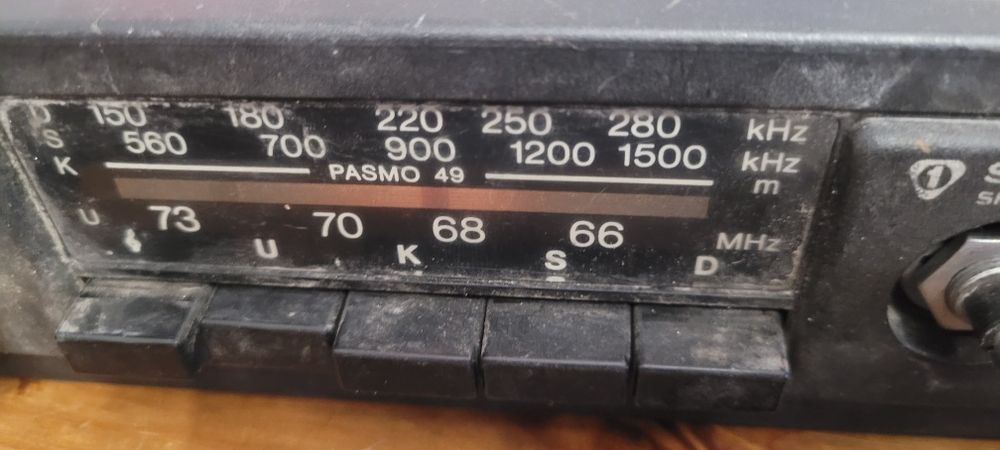 D 150 180 220 250 280 kHz
S 560 700 900 1200 1500 kHz
K PASMO 49 m
U 73 70 68 66 MHz
U K S D
1